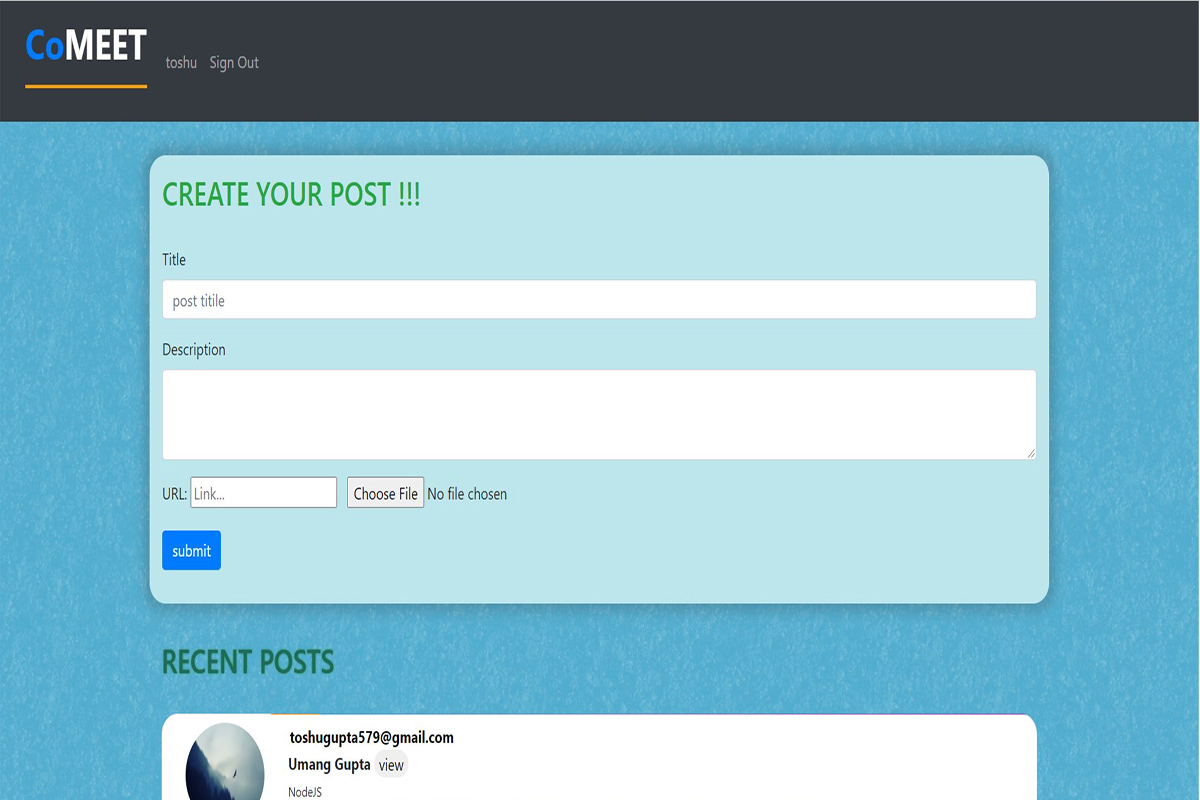 CoMEET
toshu Sign Out
CREATE YOUR POST !!!
Title
post titile
Description
URL: Link... Choose File No file chosen
submit
RECENT POSTS
toshugupta579@gmail.com
Umang Gupta view
NodeJS